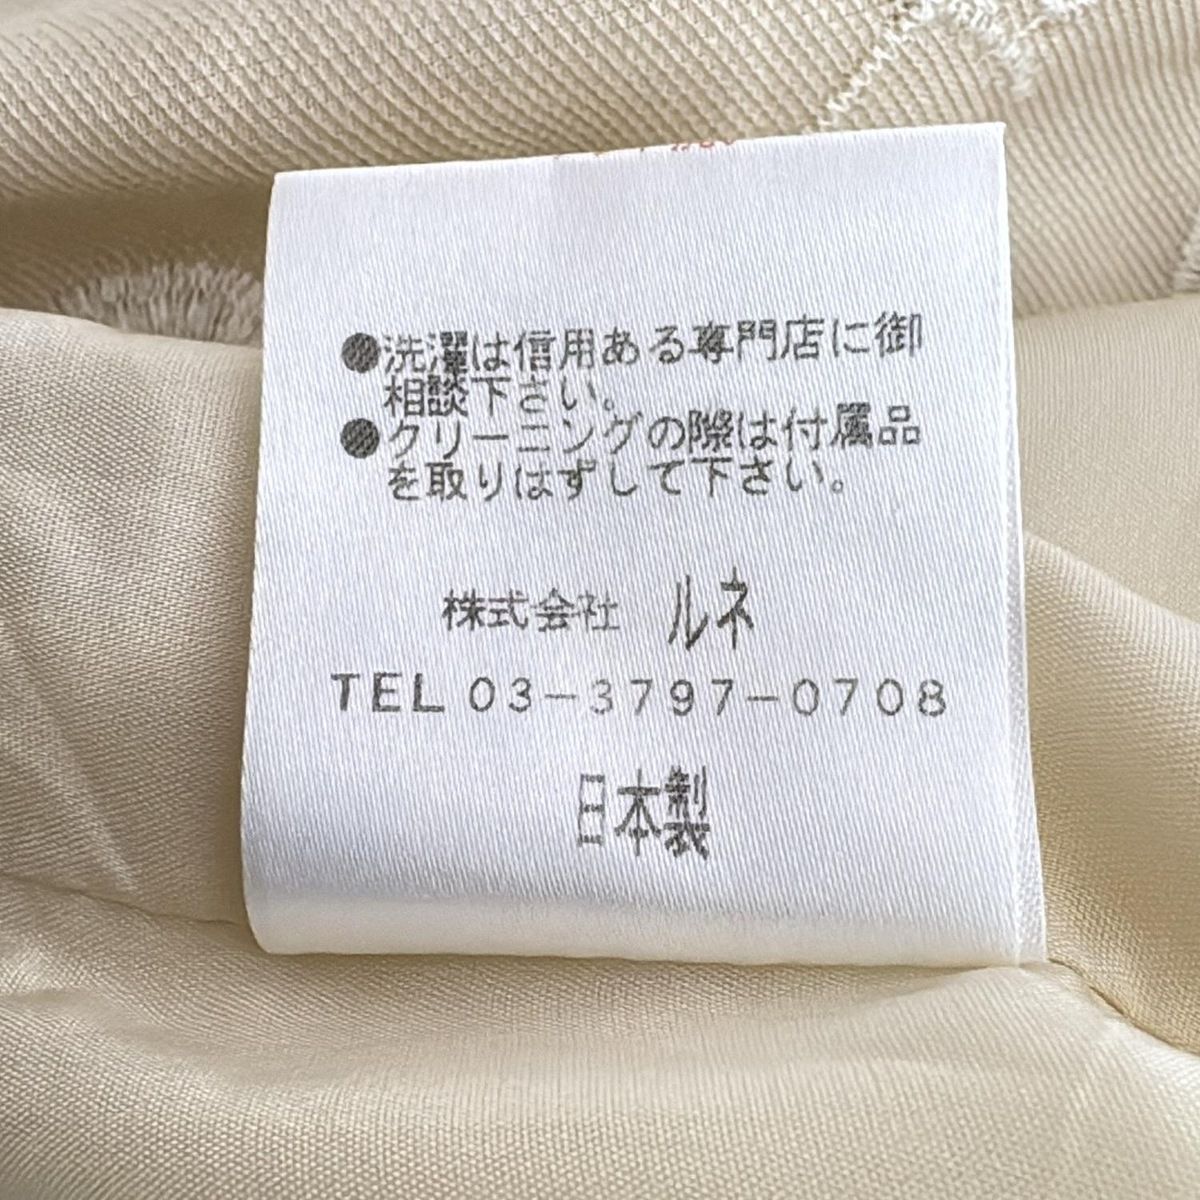 ●洗濯は信用ある専門店に御
相談下さい。
●クリーニングの際は付属品
を取りはずして下さい。
株式会社 ルネ
TEL 03-3797-0708
日本製